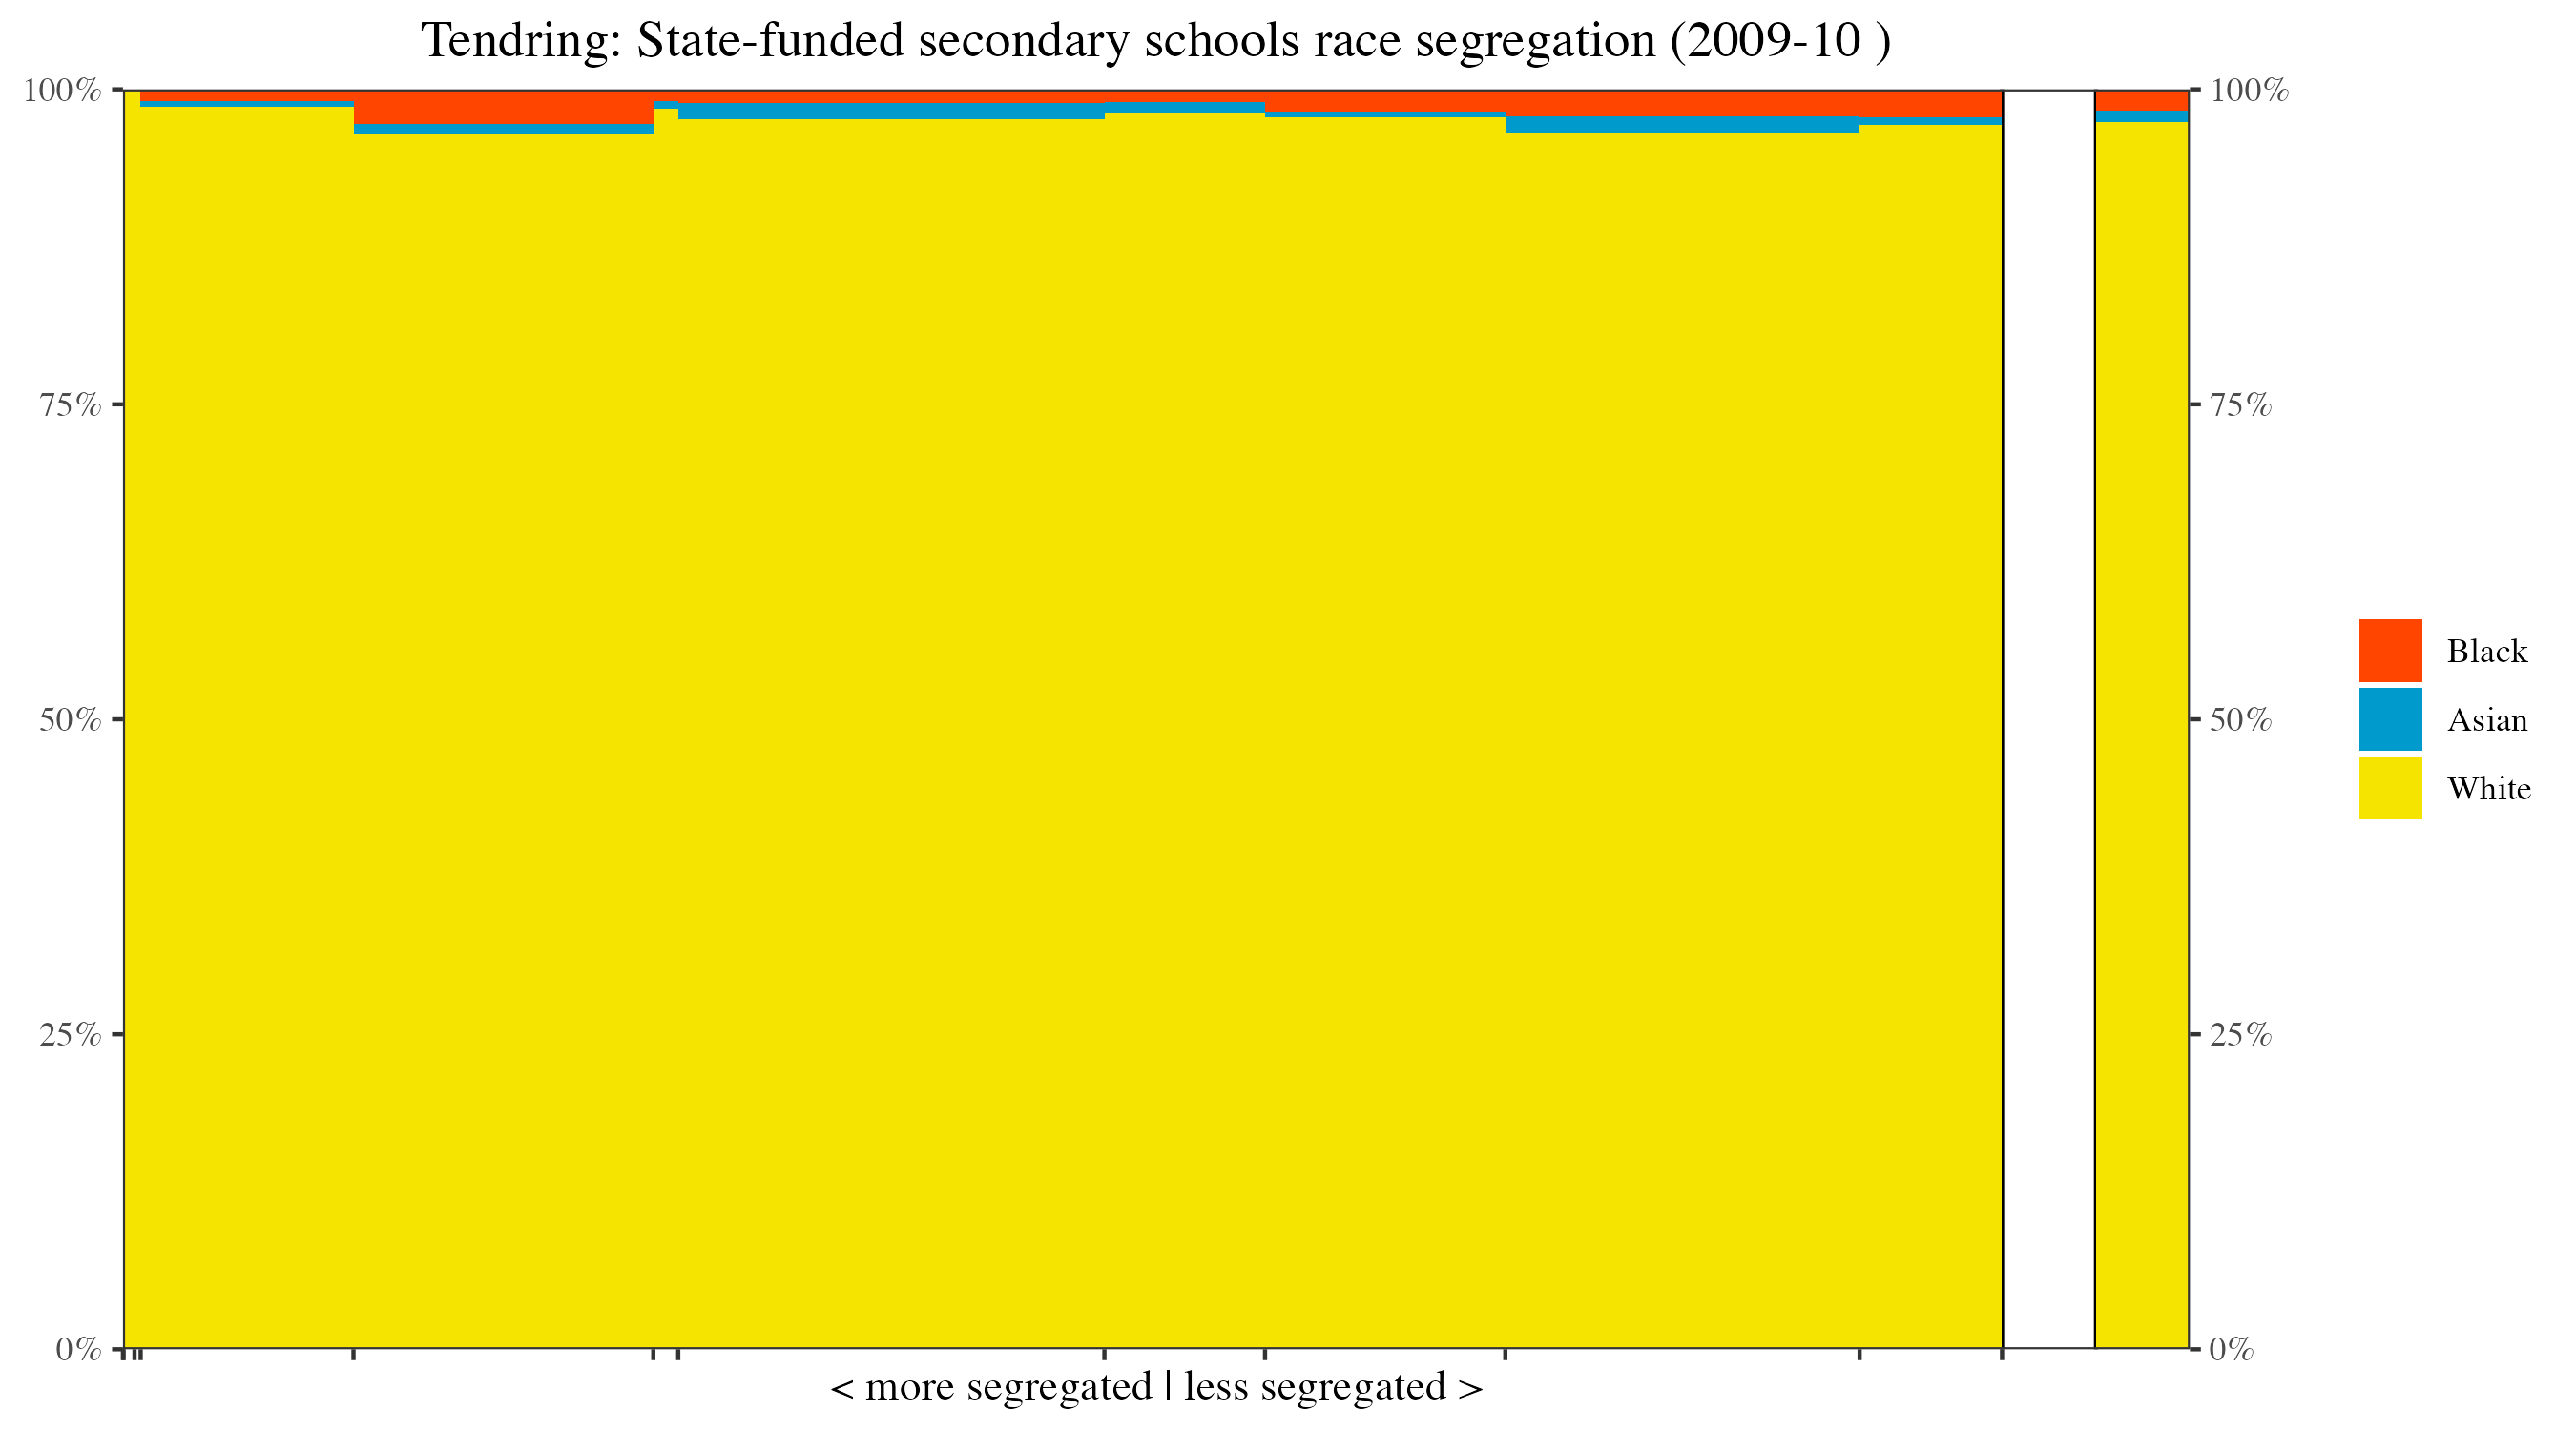 Tendring: State-funded secondary schools race segregation (2009-10 )
100%
75%
50%
25%
0%
100%
75%
50%
25%
0%
Black
Asian
White
< more segregated | less segregated >